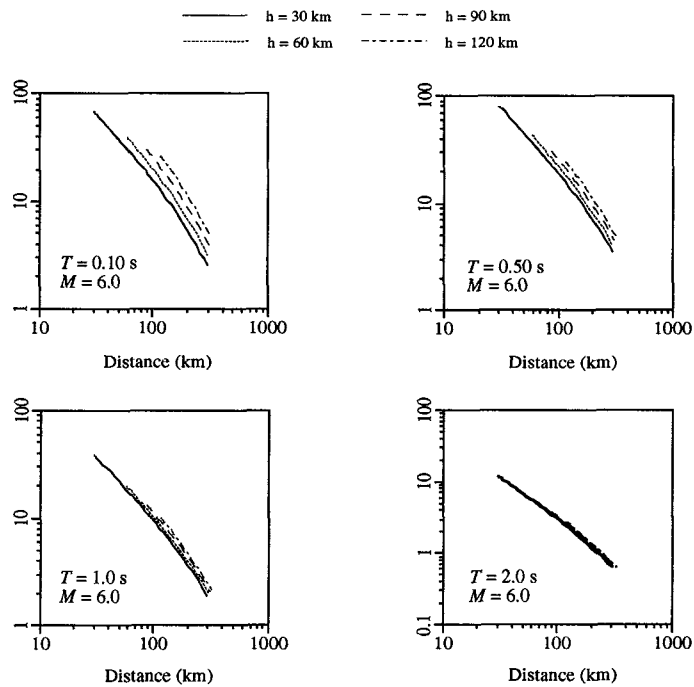 h = 30 km
h = 90 km
h = 60 km
h = 120 km
100
10
1
T = 0.10 s
M = 6.0
10 100 1000
Distance (km)
100
10
1
T = 0.50 s
M = 6.0
10 100 1000
Distance (km)
100
10
1
T = 1.0 s
M = 6.0
10 100 1000
Distance (km)
100
10
1
0.1
T = 2.0 s
M = 6.0
10 100 1000
Distance (km)